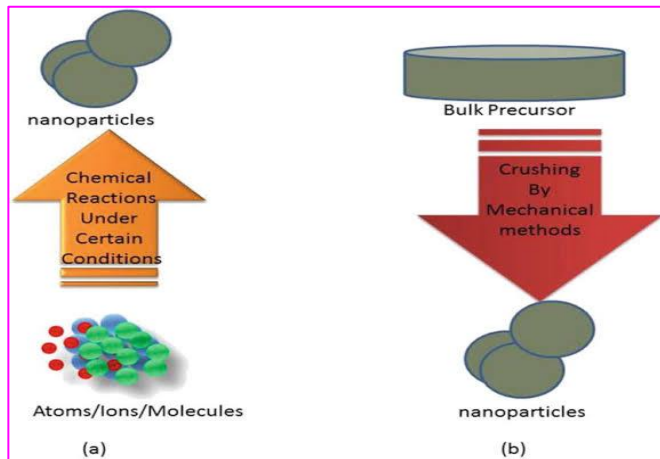 nanoparticles
Chemical
Reactions
Under
Certain
Conditions
Atoms/Ions/Molecules
(a)
Bulk Precursor
Crushing
By
Mechanical
methods
nanoparticles
(b)